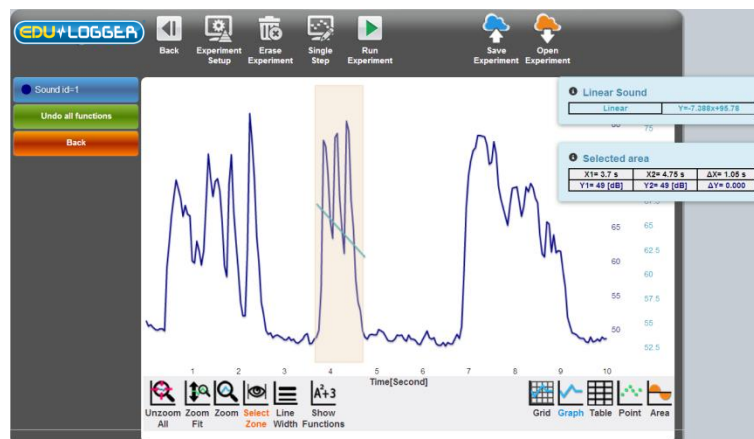 EDU LOGGER
Back
Experiment Setup
Erase Experiment
Single Step
Run Experiment
Save Experiment
Open Experiment
Sound id=1
Undo all functions
Back
Linear Sound
Linear Y=-7.388x+95.78
75
Selected area
X1= 3.7 s X2= 4.75 s ΔX= 1.05 s
Y1= 49 [dB] Y2= 49 [dB] ΔY= 0.000
65 65
62.5
60 60
57.5
55
55
50
52.5
1 2 3 4 5 6 7 8 9 10
Time[Second]
A²+3
Unzoom All
Zoom Fit
Zoom
Select Zone
Line Width
Show Functions
Grid
Graph
Table
Point
Area